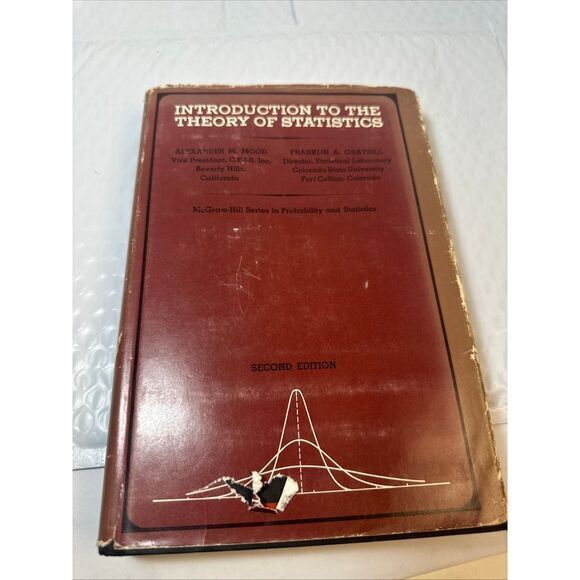 INTRODUCTION TO THE
THEORY OF STATISTICS
ALEXANDER M. MOOD
Vice President, C-E-I-R, Inc.
Beverly Hills,
California
FRANKLIN A. GRAYBILL
Director, Statistical Laboratory
Colorado State University
Fort Collins, Colorado
McGraw-Hill Series in Probability and Statistics
SECOND EDITION